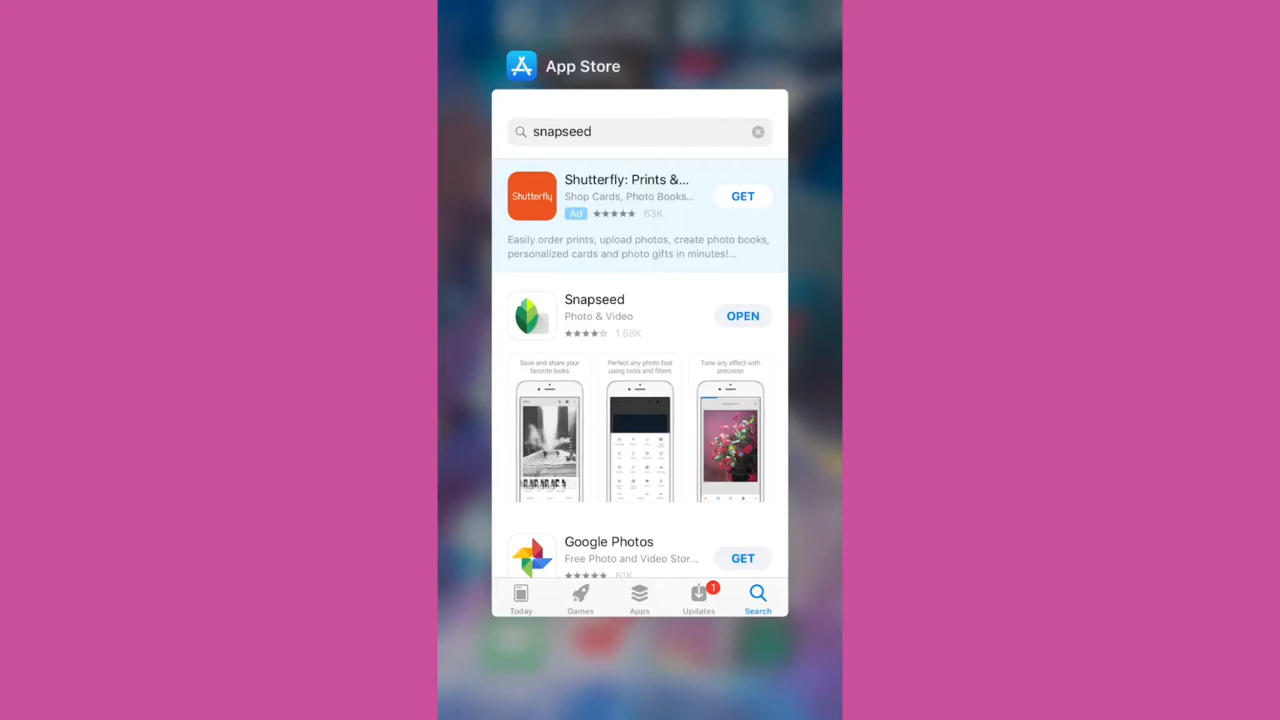 App Store
snapseed
Shutterfly
Shutterfly: Prints &...
Shop Cards, Photo Books...
GET
Ad 63K
Easily order prints, upload photos, create photo books,
personalized cards and photo gifts in minutes!...
Snapseed
Photo & Video
OPEN
1.58K
Save and share your
favorite looks
Perfect any photo fast
using tools and filters
Tune any effect with
precision
Google Photos
Free Photo and Video Stor...
GET
61K
1
Today
Games
Apps
Updates
Search